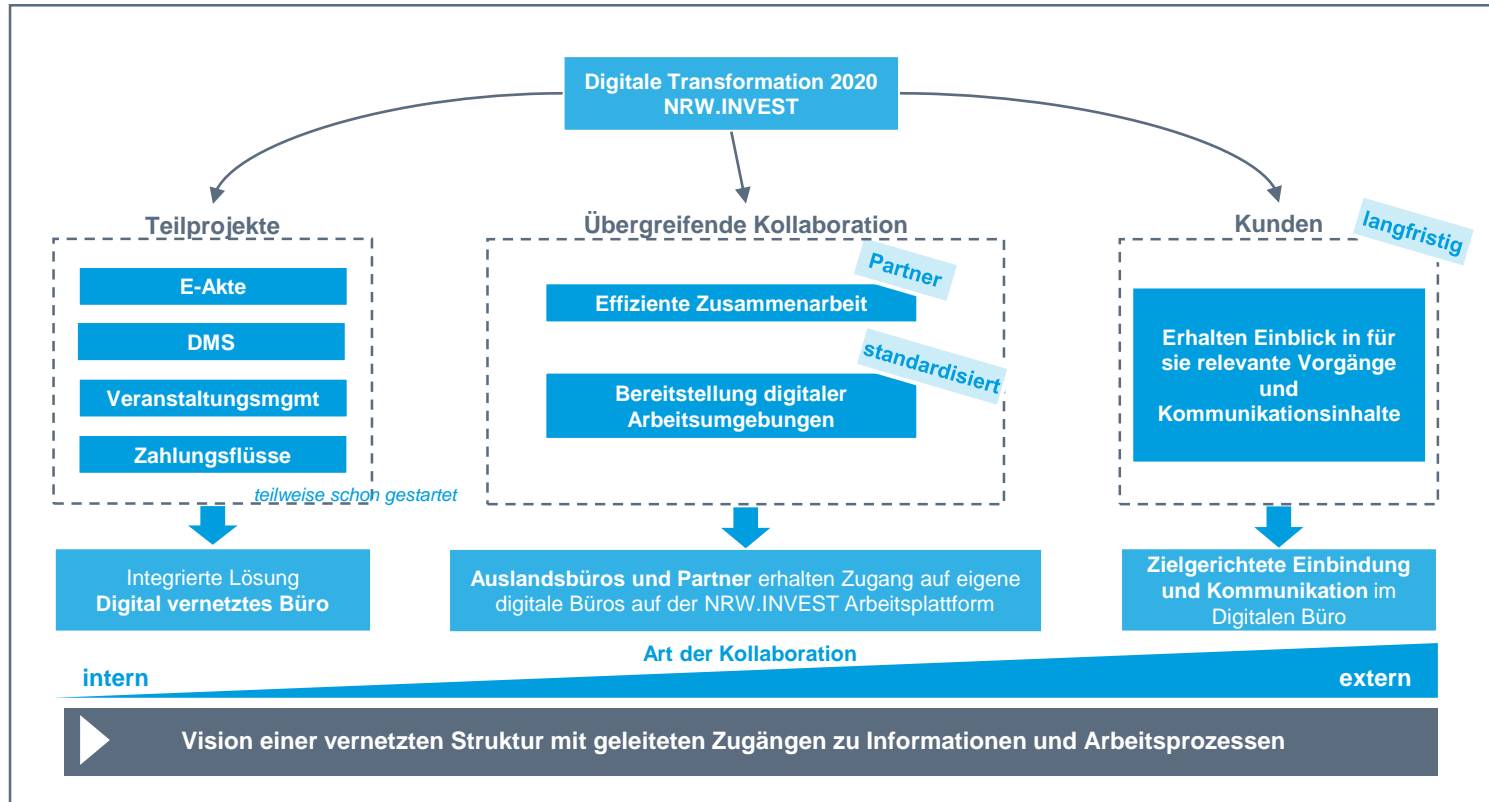 Digitale Transformation 2020
NRW.INVEST
Teilprojekte
E-Akte
DMS
Veranstaltungsmgmt
Zahlungsflüsse
teilweise schon gestartet
Integrierte Lösung
Digital vernetztes Büro
Übergreifende Kollaboration
Partner
Effiziente Zusammenarbeit
standardisiert
Bereitstellung digitaler
Arbeitsumgebungen
Auslandsbüros und Partner erhalten Zugang auf eigene
digitale Büros auf der NRW.INVEST Arbeitsplattform
Kunden
langfristig
Erhalten Einblick in für
sie relevante Vorgänge
und
Kommunikationsinhalte
Zielgerichtete Einbindung
und Kommunikation im
Digitalen Büro
Art der Kollaboration
intern
extern
Vision einer vernetzten Struktur mit geleiteten Zugängen zu Informationen und Arbeitsprozessen